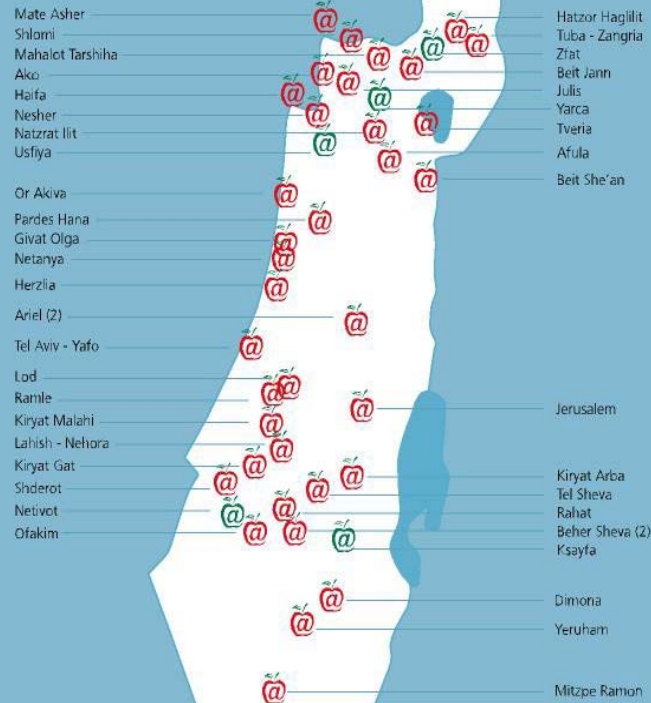 Mate Asher
Shlomi
Mahalot Tarshiha
Ako
Haifa
Nesher
Natzrat Ilit
Usfiya
Or Akiva
Pardes Hana
Givat Olga
Netanya
Herzlia
Ariel (2)
Tel Aviv - Yafo
Lod
Ramle
Kiryat Malahi
Lahish - Nehora
Kiryat Gat
Shderot
Netivot
Ofakim
Hatzor Haglilit
Tuba - Zangria
Zfat
Beit Jann
Julis
Yarca
Tveria
Afula
Beit She'an
Jerusalem
Kiryat Arba
Tel Sheva
Rahat
Beher Sheva (2)
Ksayfa
Dimona
Yeruham
Mitzpe Ramon